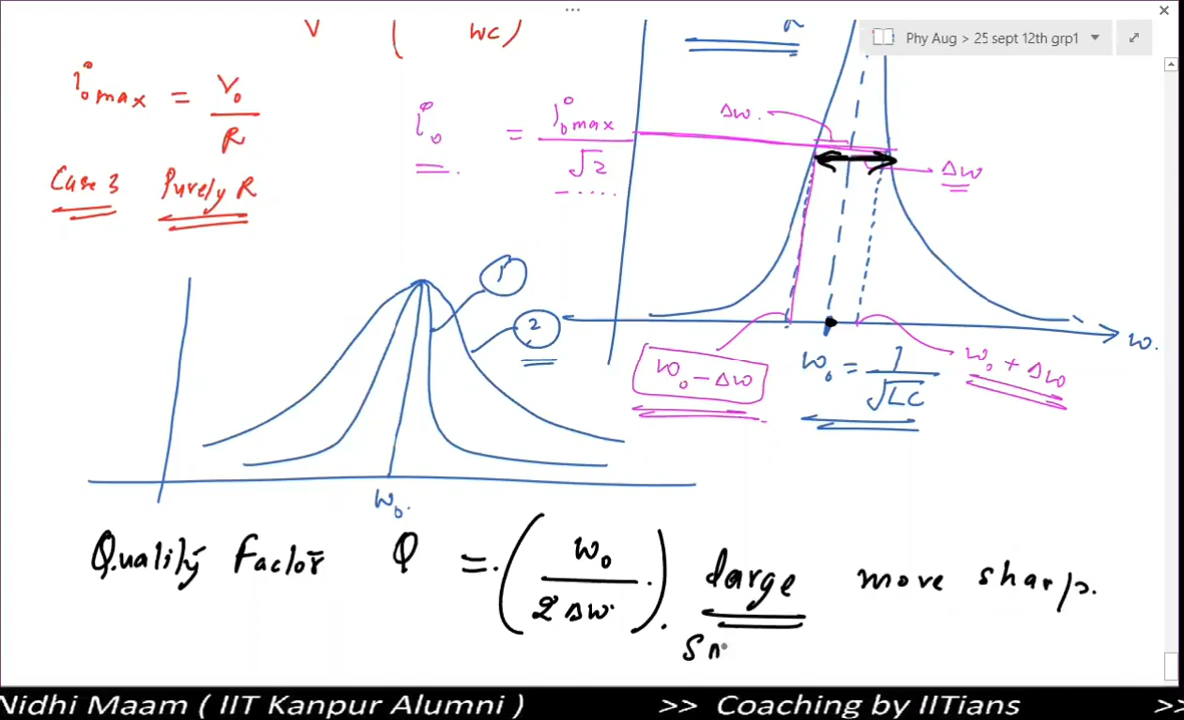 V ( wc)
R
Phy Aug > 25 sept 12th grp1
i₀max = V₀/R
i₀ = i₀max/√2
Δw.
Δw
Case 3 Purely R
1
2
w₀ - Δw
w₀ = 1/√LC
w₀ + Δw
w.
w₀.
Quality Factor Q = (w₀/2Δw). Large more sharp.
Sm
Nidhi Maam ( IIT Kanpur Alumni ) >> Coaching by IITians >>